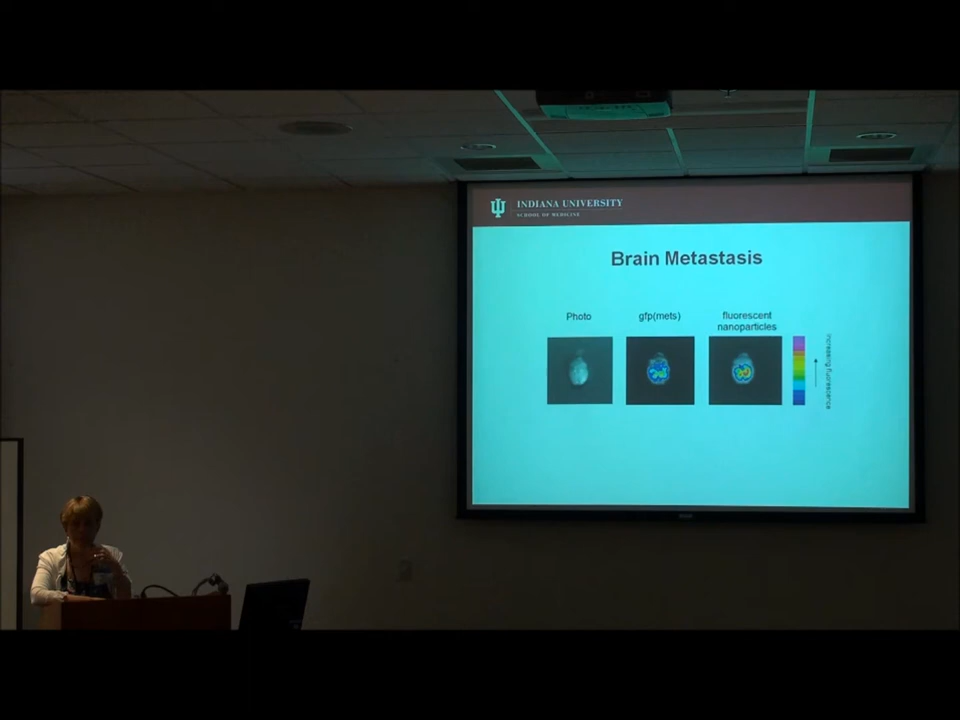 INDIANA UNIVERSITY
SCHOOL OF MEDICINE
Brain Metastasis
Photo
gfp(mets)
fluorescent
nanoparticles
increasing fluorescence